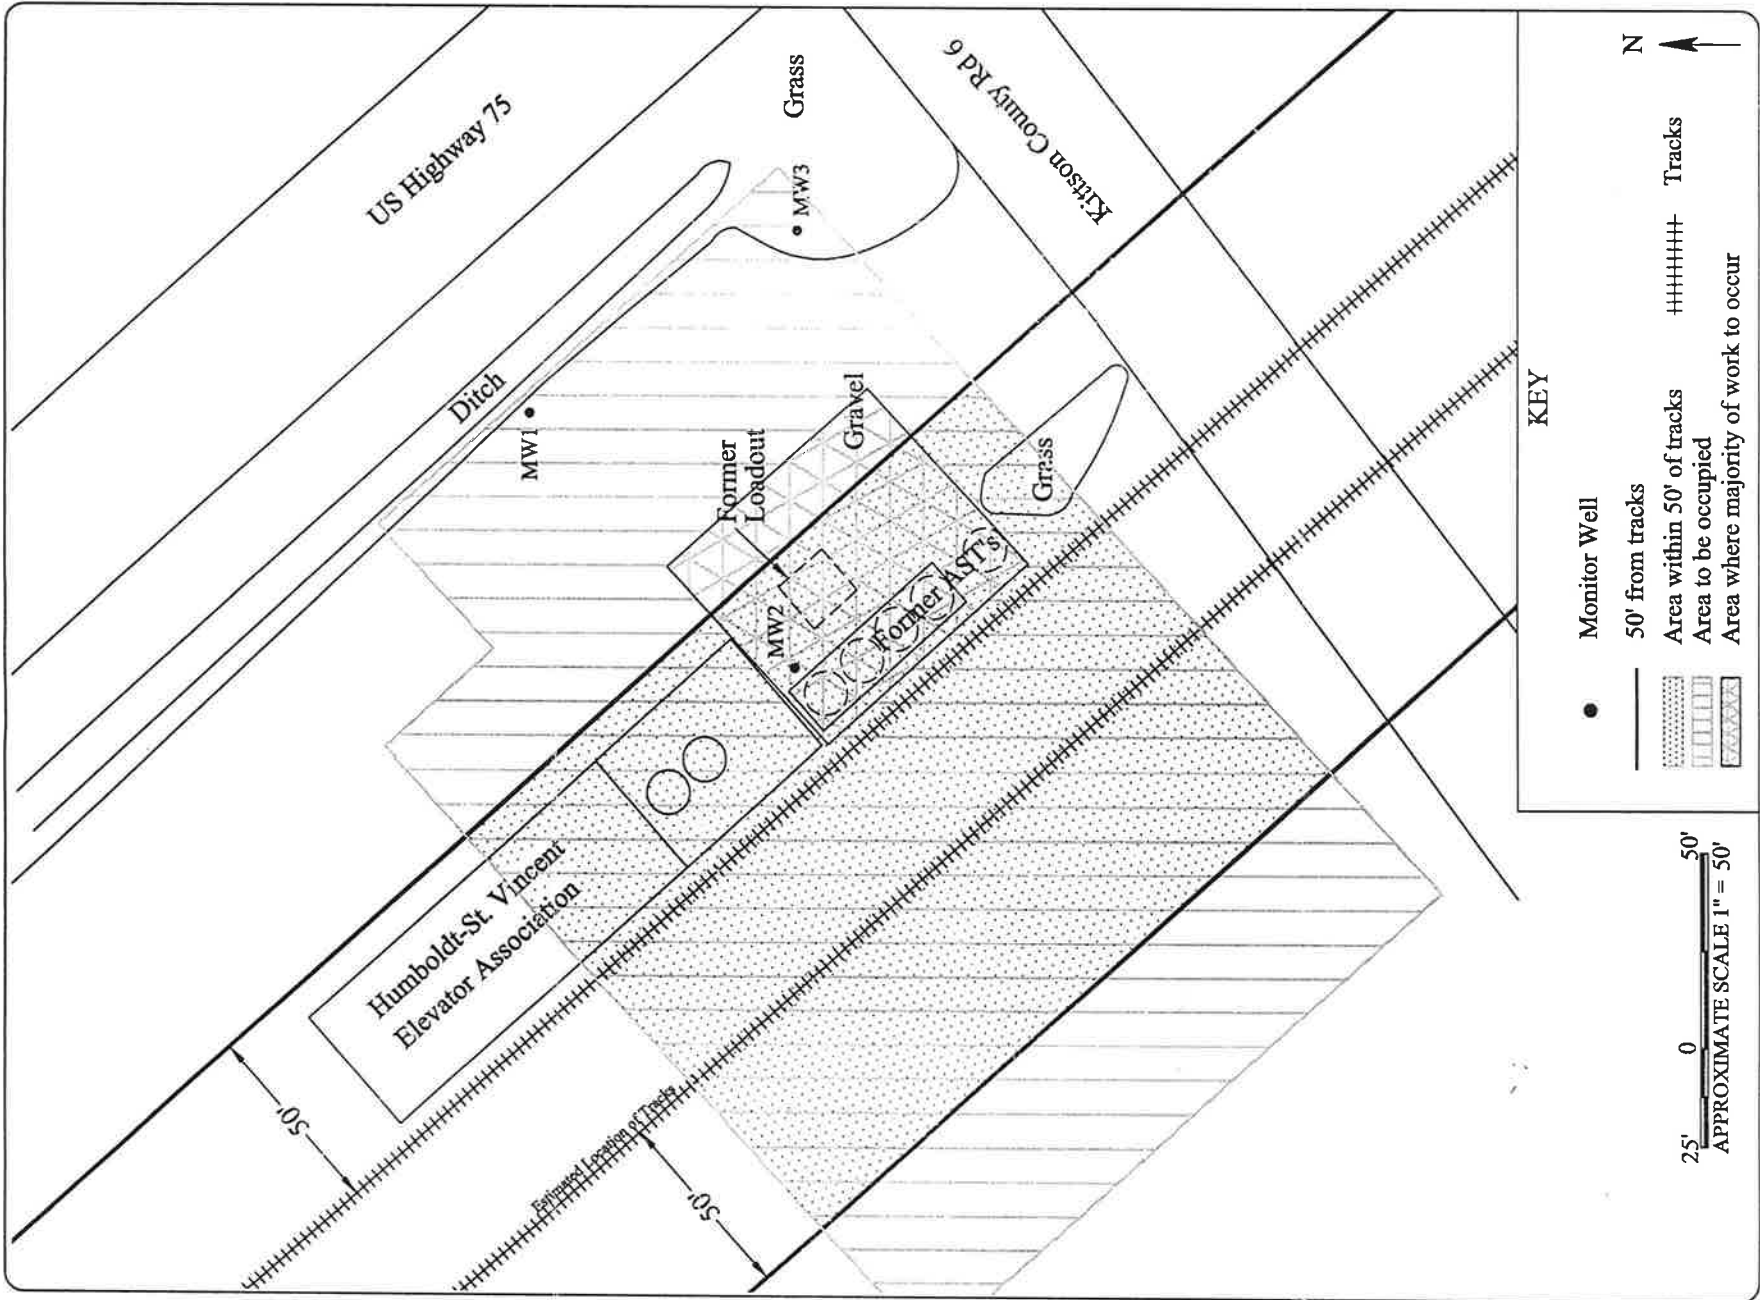 US Highway 75
Grass
Kittson County Rd 6
Ditch
MW1
MW3
Former
Loadout
Gravel
MW2
Former AST's
Grass
Humboldt-St. Vincent
Elevator Association
50'
Estimated Location of Tracks
50'
KEY
Monitor Well
50' from tracks
Area within 50' of tracks
Tracks
Area to be occupied
Area where majority of work to occur
N
25' 0 50'
APPROXIMATE SCALE 1" = 50'